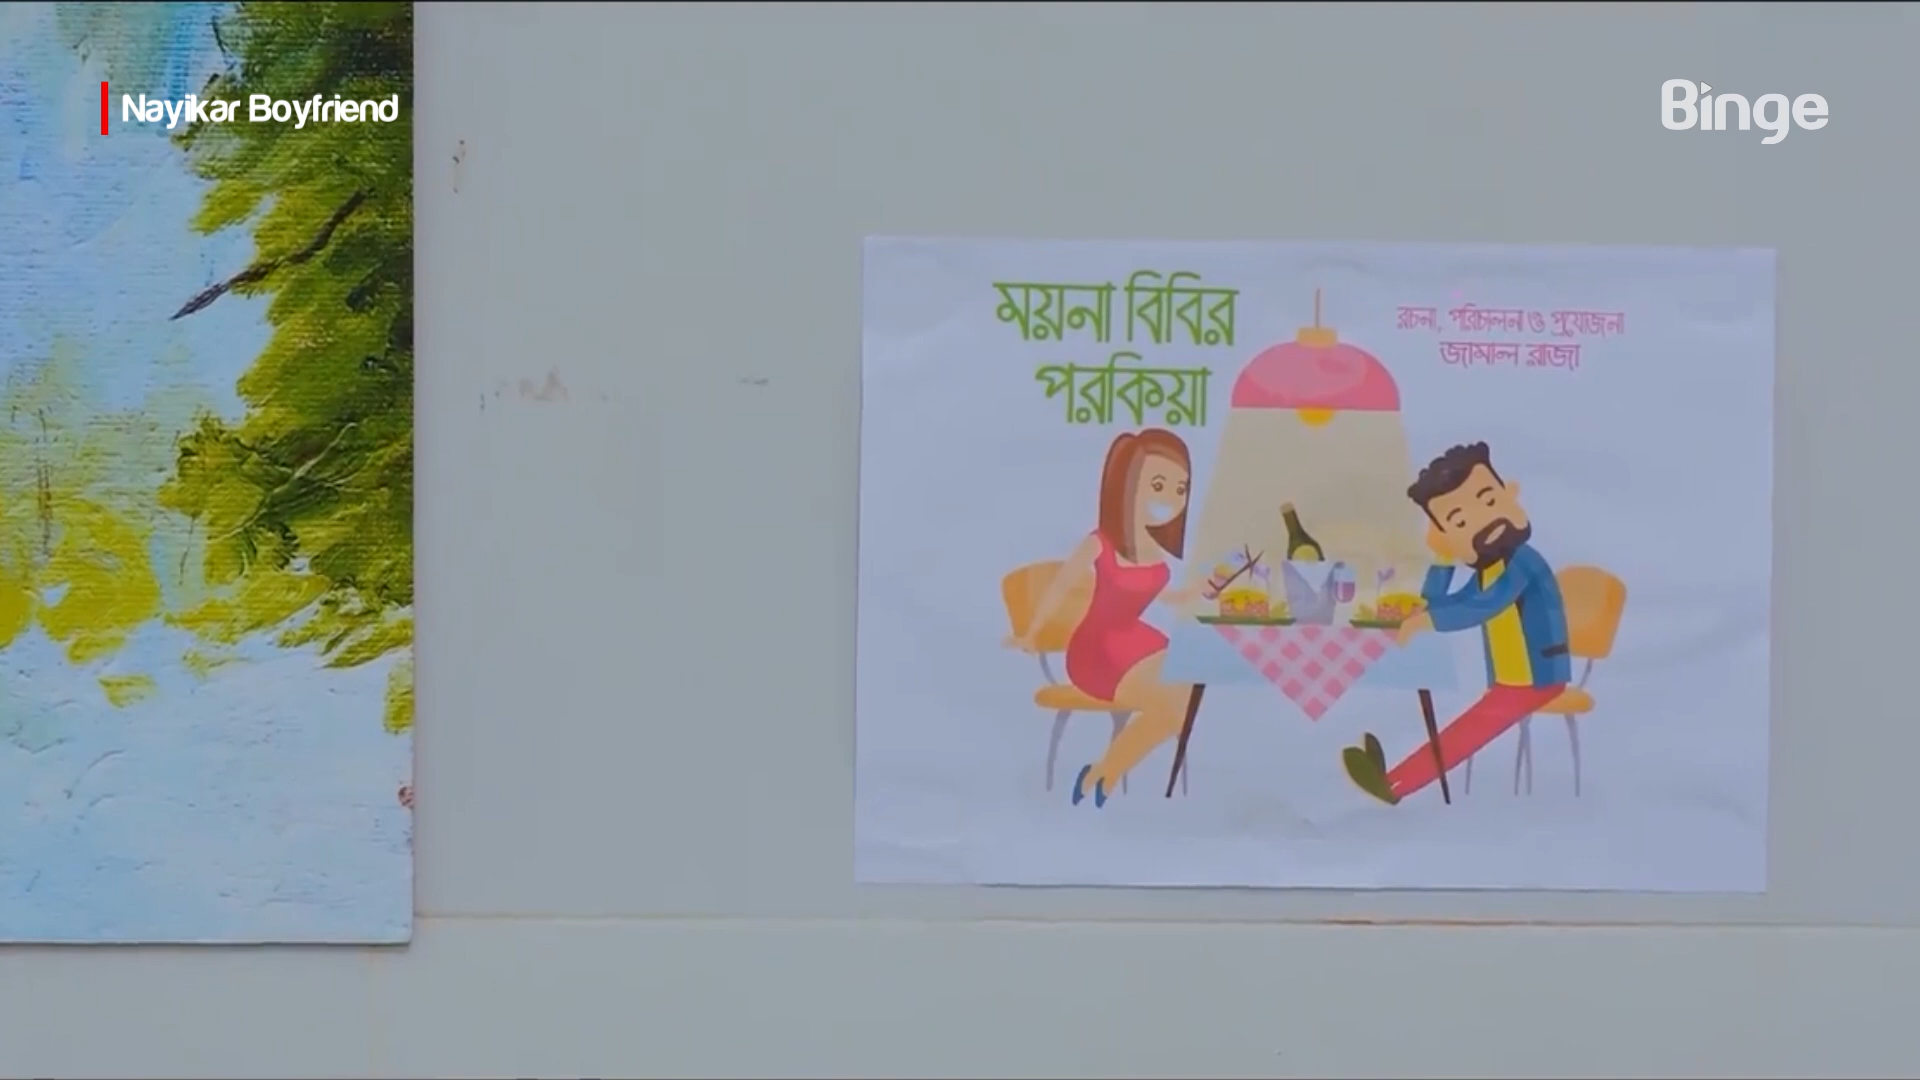 Nayikar Boyfriend
Binge
ময়না বিবির
পরকিয়া
রচনা, পরিচালনা ও প্রযোজনা
জামাল রাজা